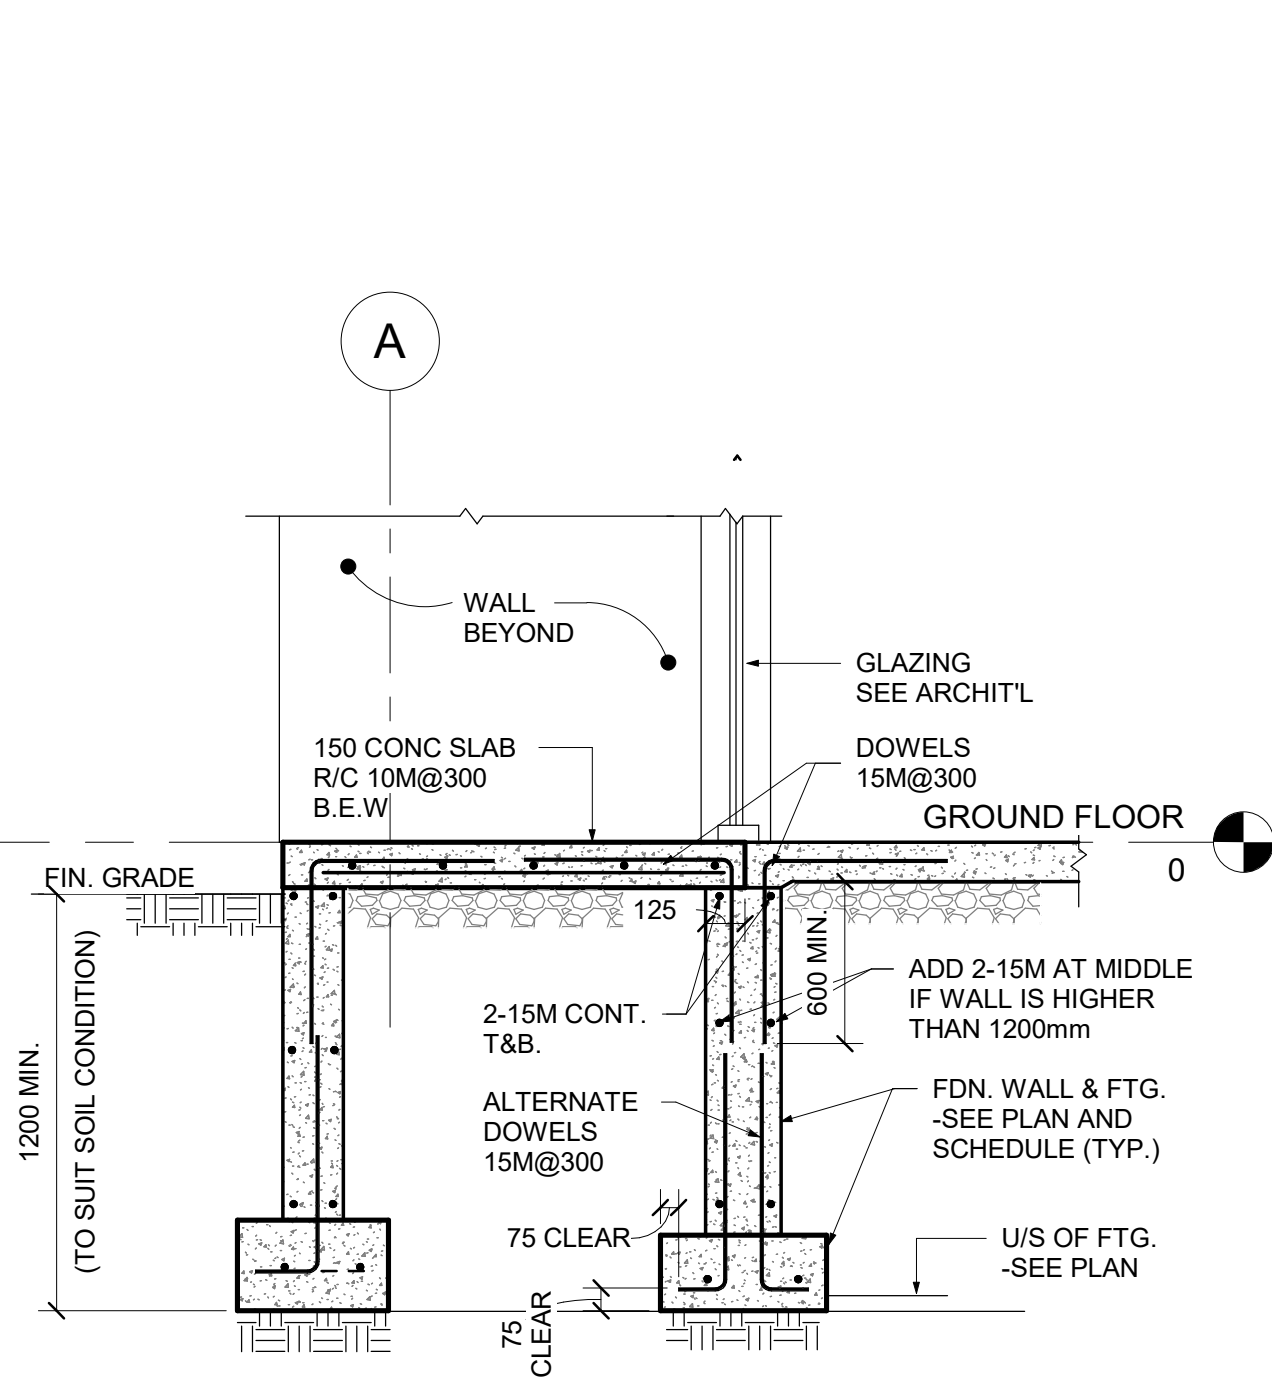 A
WALL
BEYOND
GLAZING
SEE ARCHIT'L
150 CONC SLAB
R/C 10M@300
B.E.W
DOWELS
15M@300
GROUND FLOOR
0
FIN. GRADE
125
600 MIN.
ADD 2-15M AT MIDDLE
IF WALL IS HIGHER
THAN 1200mm
2-15M CONT.
T&B.
1200 MIN.
(TO SUIT SOIL CONDITION)
ALTERNATE
DOWELS
15M@300
FDN. WALL & FTG.
-SEE PLAN AND
SCHEDULE (TYP.)
75 CLEAR
U/S OF FTG.
-SEE PLAN
75
CLEAR